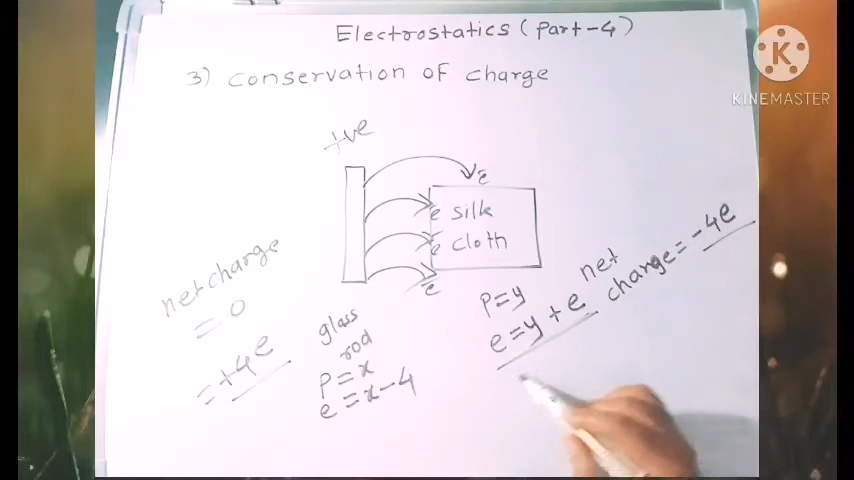 Electrostatics (Part-4)
3) conservation of charge
+ve
ē
ē silk
ē cloth
ē
net charge
= 0
= +4e
glass
rod
P = x
e = x - 4
P = y
e = y + e
net
charge = -4e
K
KINEMASTER